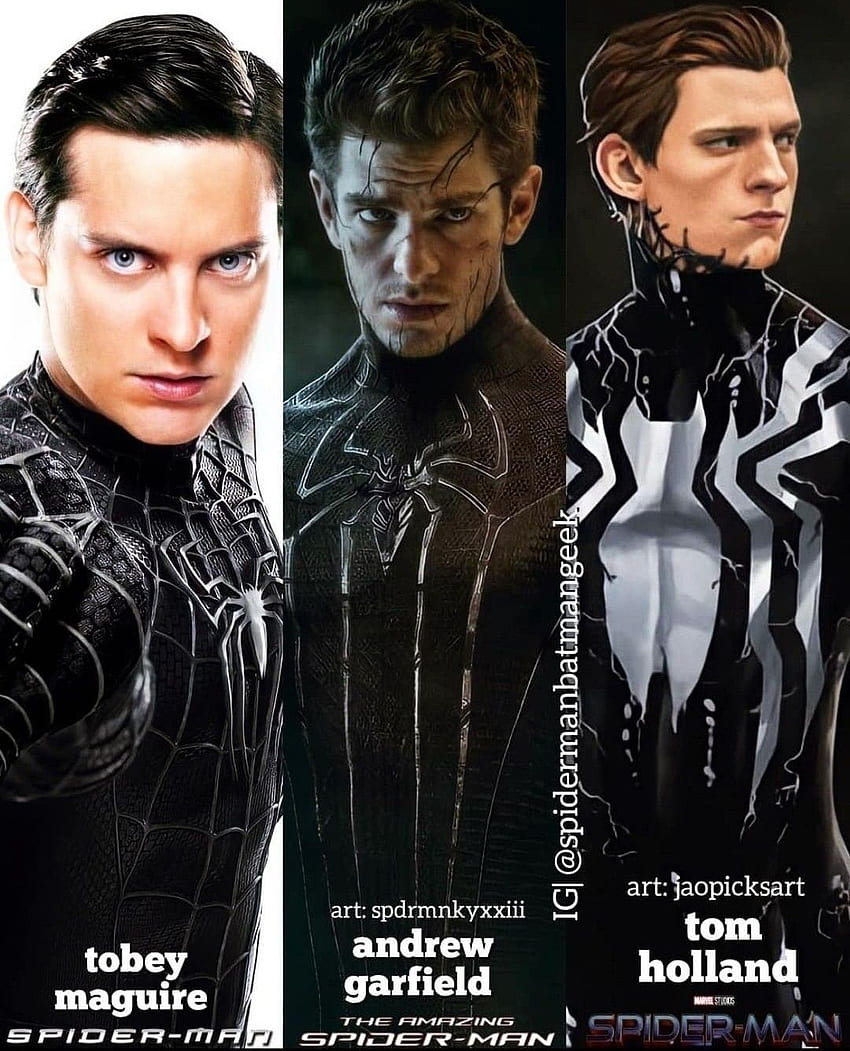 tobey
maguire
SPIDER-MAN
art: spdrmnkyxxiii
andrew
garfield
THE AMAZING
SPIDER-MAN
IG| @spidermanbatmangeek
art: jaopicksart
tom
holland
MARVEL STUDIOS
SPIDER-MAN